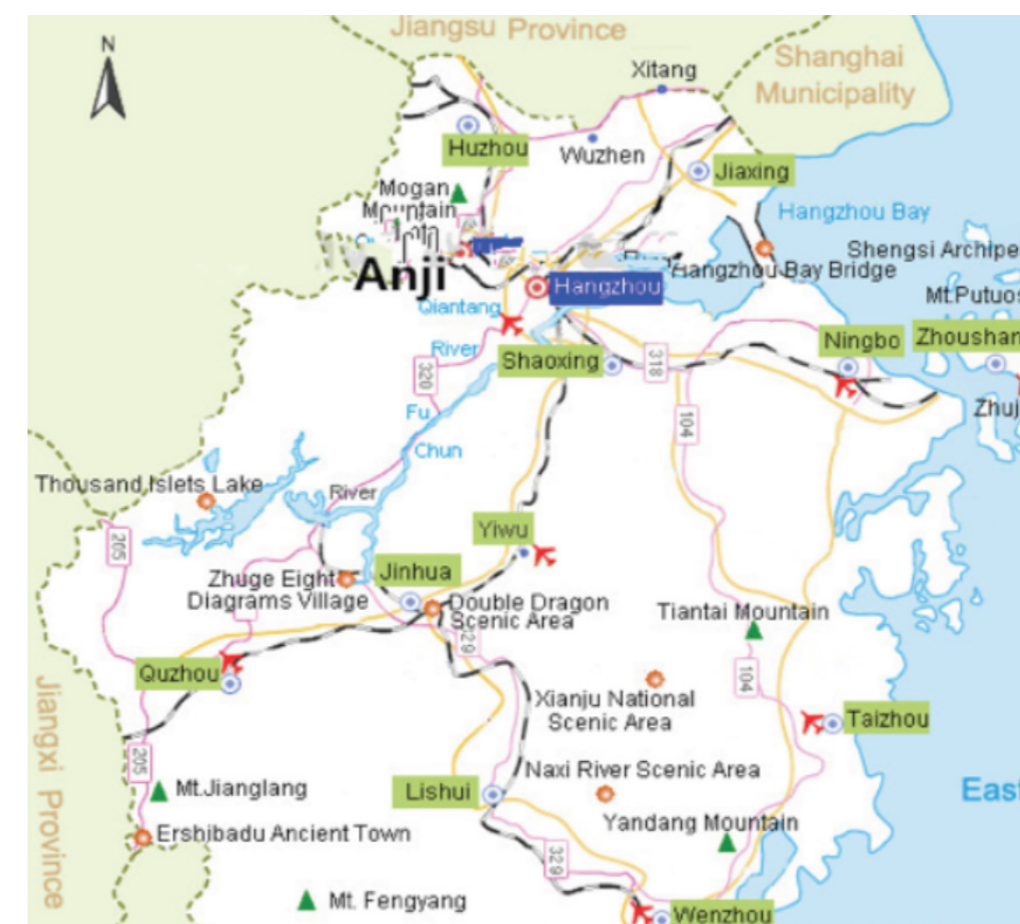 N
Jiangsu Province
Shanghai
Municipality
Xitang
Huzhou
Wuzhen
Jiaxing
Mogan
Mountain
Hangzhou Bay
Shengsi Archipe
Hangzhou Bay Bridge
Anji
Hangzhou
Mt.Putuos
Qiantang
River
Shaoxing
318
Ningbo
Zhoushan
320
Zhuj
Fu
104
Chun
Thousand Islets Lake
River
Yiwu
205
Zhuge Eight
Diagrams Village
Jinhua
Double Dragon
Scenic Area
Tiantai Mountain
329
Quzhou
104
Xianju National
Scenic Area
Jiangxi Province
Taizhou
205
Mt.Jianglang
Lishui
Naxi River Scenic Area
East
Ershibadu Ancient Town
Yandang Mountain
329
Mt. Fengyang
Wenzhou